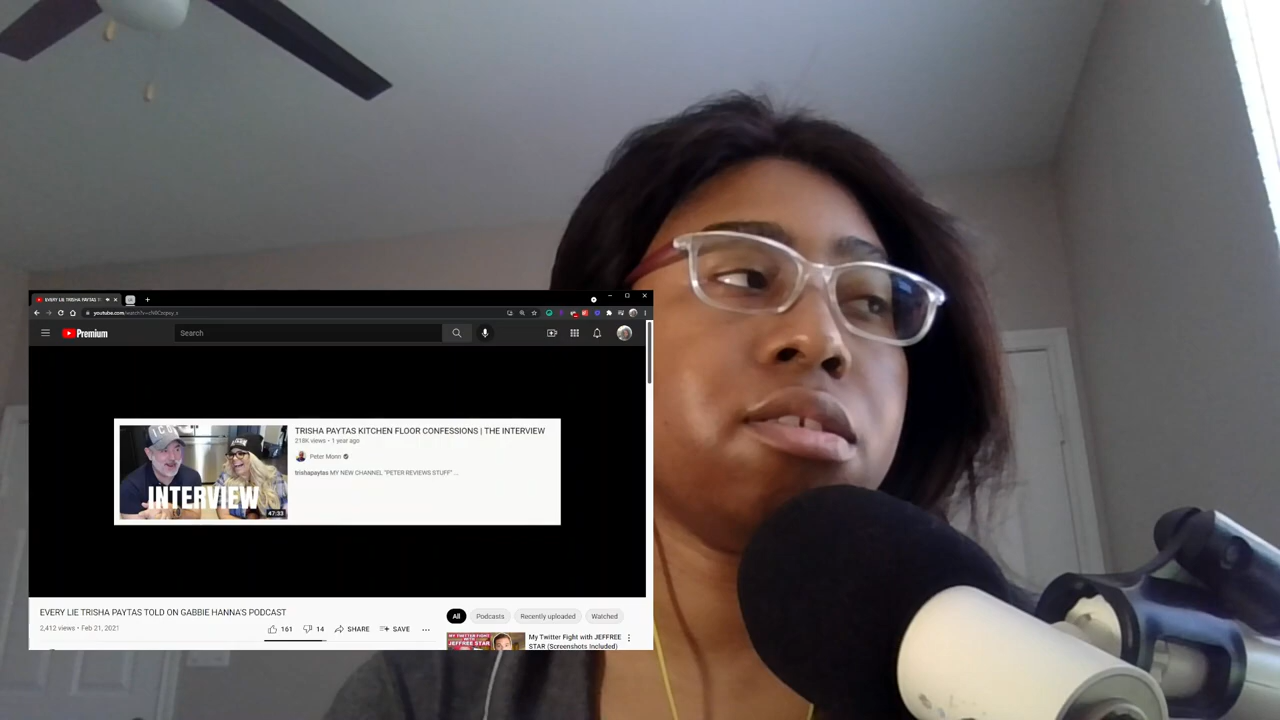 EVERY LIE TRISHA PAYTAS T
youtube.com
Premium
Search
TRISHA PAYTAS KITCHEN FLOOR CONFESSIONS | THE INTERVIEW
218K views • 1 year ago
Peter Monn
trishapaytas MY NEW CHANNEL "PETER REVIEWS STUFF" ...
ICON
INTERVIEW
47:33
EVERY LIE TRISHA PAYTAS TOLD ON GABBIE HANNA'S PODCAST
2,412 views • Feb 21, 2021
161
14
SHARE
SAVE
All
Podcasts
Recently uploaded
Watched
MY TWITTER FIGHT
WITH
JEFFREE STAR
My Twitter Fight with JEFFREE
STAR (Screenshots Included)